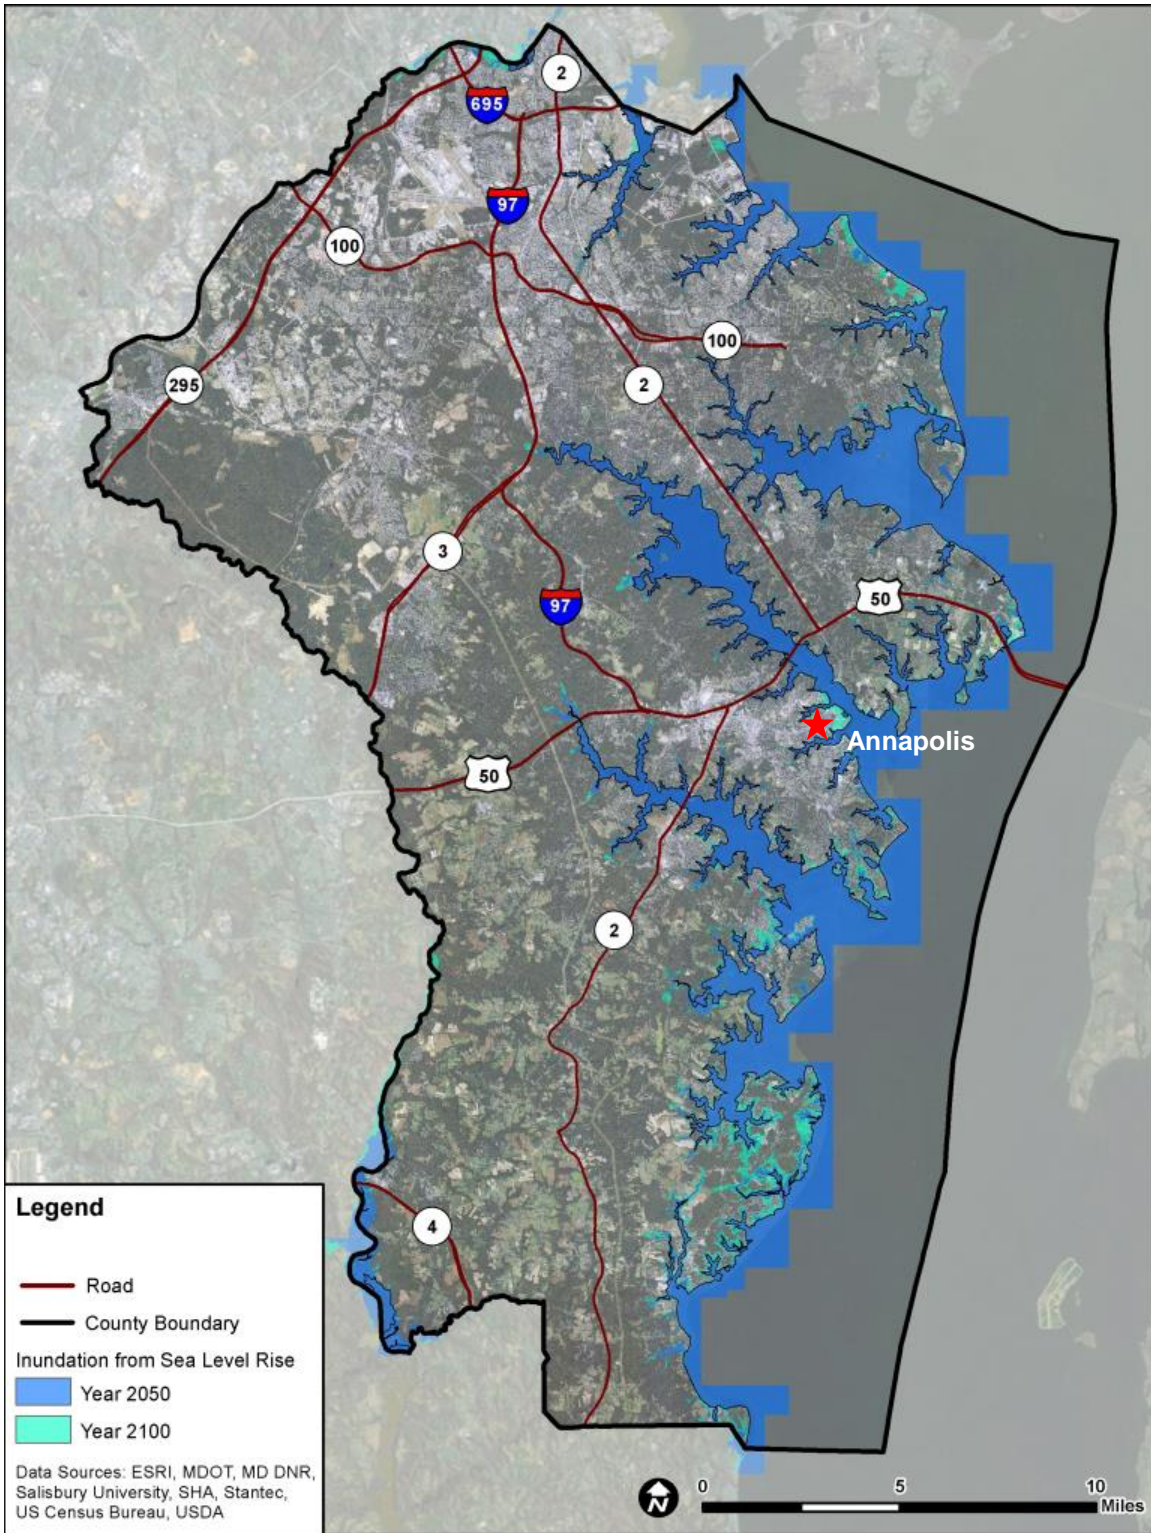 2
695
97
100
100
295
2
3
50
97
Annapolis
50
2
4
Legend
Road
County Boundary
Inundation from Sea Level Rise
Year 2050
Year 2100
Data Sources: ESRI, MDOT, MD DNR,
Salisbury University, SHA, Stantec,
US Census Bureau, USDA
N
0 5 10
Miles